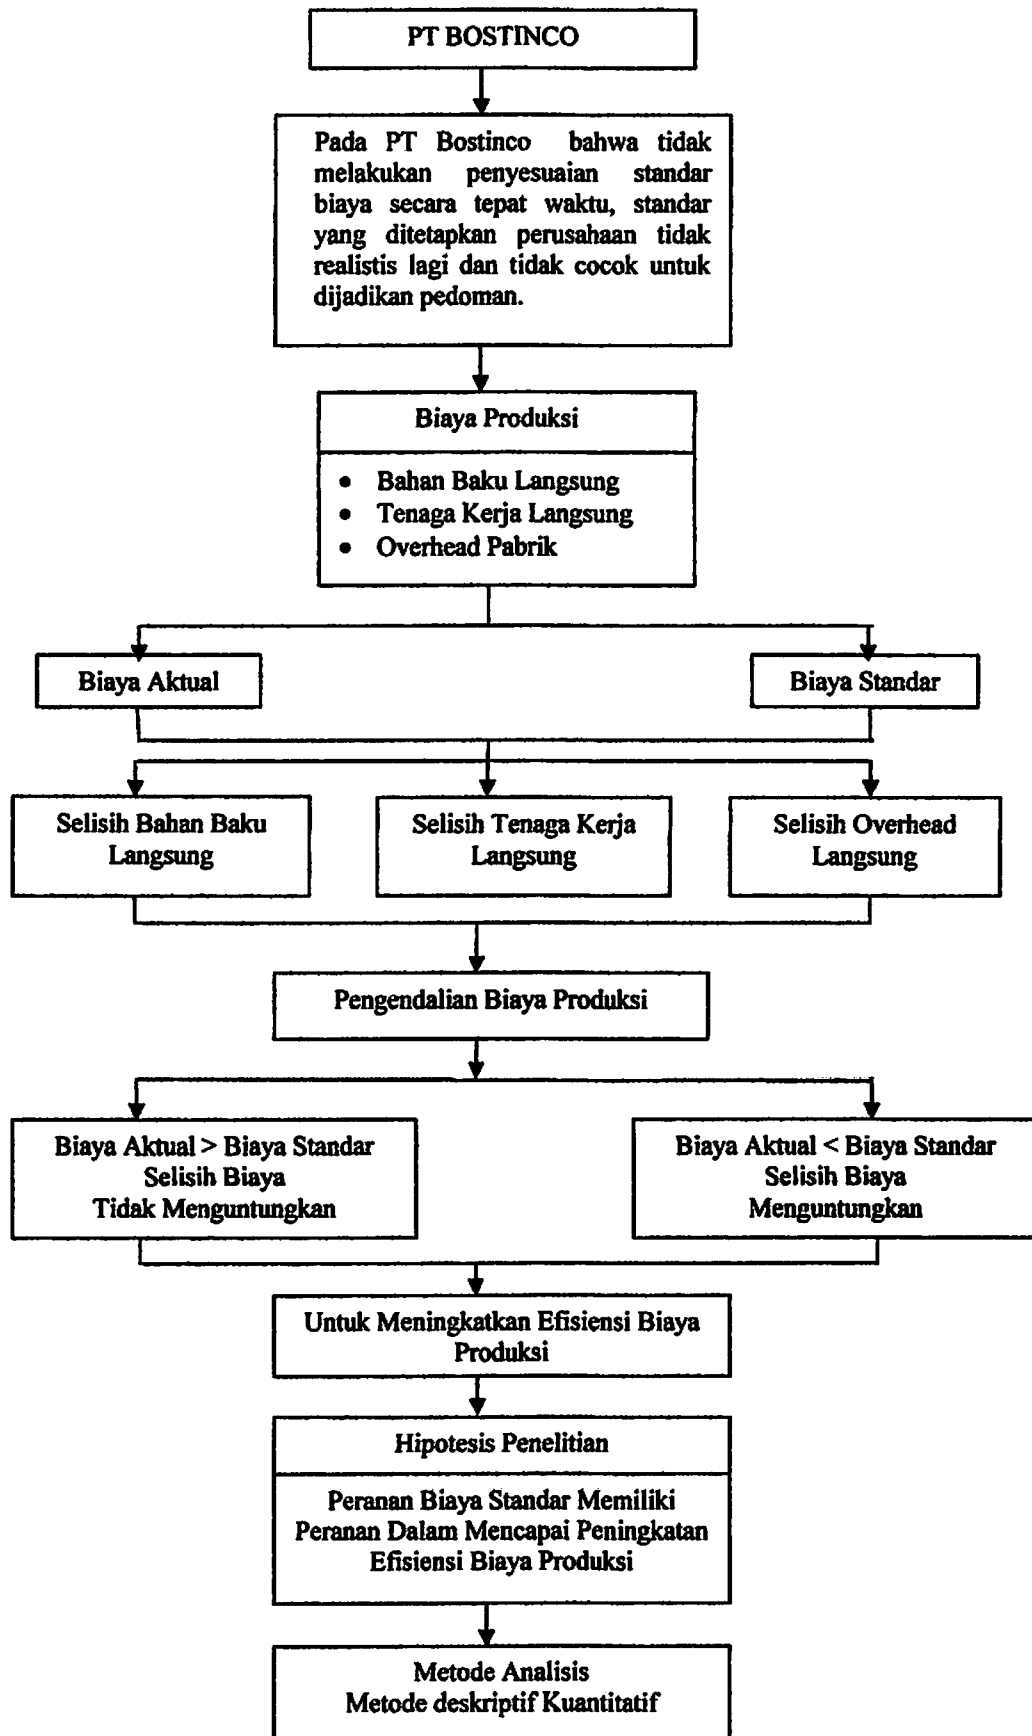 PT BOSTINCO
Pada PT Bostinco bahwa tidak
melakukan penyesuaian standar
biaya secara tepat waktu, standar
yang ditetapkan perusahaan tidak
realistis lagi dan tidak cocok untuk
dijadikan pedoman.
Biaya Produksi
• Bahan Baku Langsung
• Tenaga Kerja Langsung
• Overhead Pabrik
Biaya Aktual
Biaya Standar
Selisih Bahan Baku
Langsung
Selisih Tenaga Kerja
Langsung
Selisih Overhead
Langsung
Pengendalian Biaya Produksi
Biaya Aktual > Biaya Standar
Selisih Biaya
Tidak Menguntungkan
Biaya Aktual < Biaya Standar
Selisih Biaya
Menguntungkan
Untuk Meningkatkan Efisiensi Biaya
Produksi
Hipotesis Penelitian
Peranan Biaya Standar Memiliki
Peranan Dalam Mencapai Peningkatan
Efisiensi Biaya Produksi
Metode Analisis
Metode deskriptif Kuantitatif